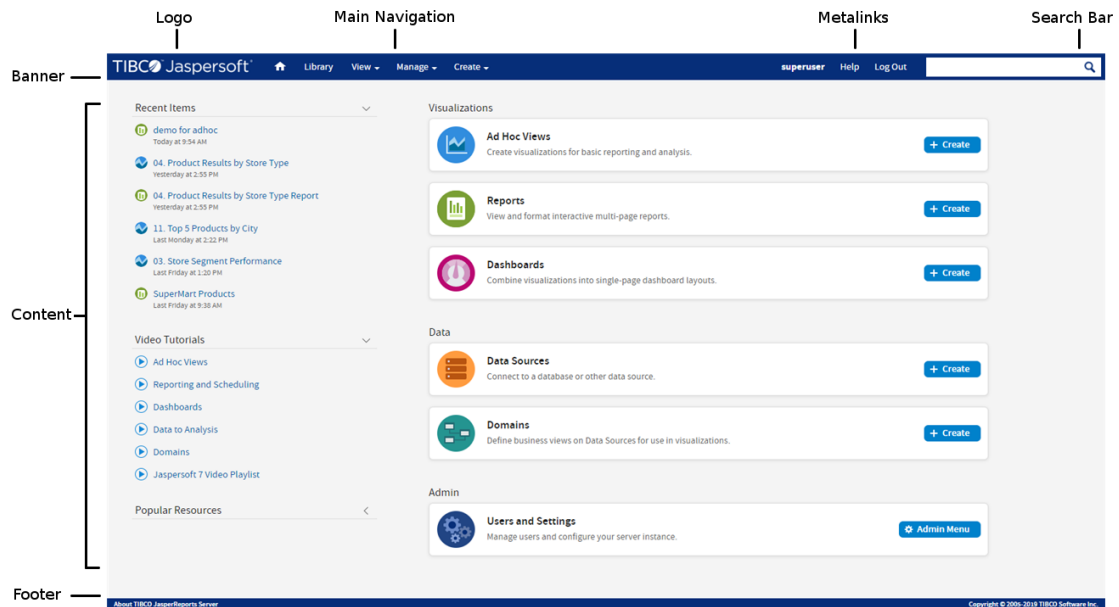 Logo
Main Navigation
Metalinks
Search Bar
Banner
TIBCO Jaspersoft®
Library
View
Manage
Create
superuser
Help
Log Out
Content
Recent Items
demo for adhoc
Today at 9:54 AM
04. Product Results by Store Type
Yesterday at 2:55 PM
04. Product Results by Store Type Report
Yesterday at 2:55 PM
11. Top 5 Products by City
Last Monday at 2:22 PM
03. Store Segment Performance
Last Friday at 1:20 PM
SuperMart Products
Last Friday at 9:38 AM
Video Tutorials
Ad Hoc Views
Reporting and Scheduling
Dashboards
Data to Analysis
Domains
Jaspersoft 7 Video Playlist
Popular Resources
Visualizations
Ad Hoc Views
Create visualizations for basic reporting and analysis.
+ Create
Reports
View and format interactive multi-page reports.
+ Create
Dashboards
Combine visualizations into single-page dashboard layouts.
+ Create
Data
Data Sources
Connect to a database or other data source.
+ Create
Domains
Define business views on Data Sources for use in visualizations.
+ Create
Admin
Users and Settings
Manage users and configure your server instance.
Admin Menu
Footer
About TIBCO JasperReports Server
Copyright © 2005-2019 TIBCO Software Inc.